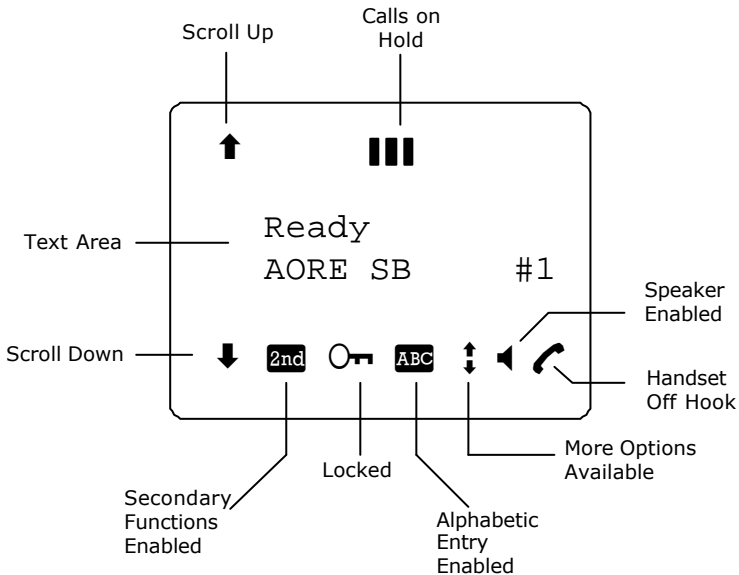 Scroll Up
Calls on
Hold
Text Area
Ready
AORE SB #1
Speaker
Enabled
Scroll Down
2nd
ABC
Handset
Off Hook
Locked
More Options
Available
Secondary
Functions
Enabled
Alphabetic
Entry
Enabled